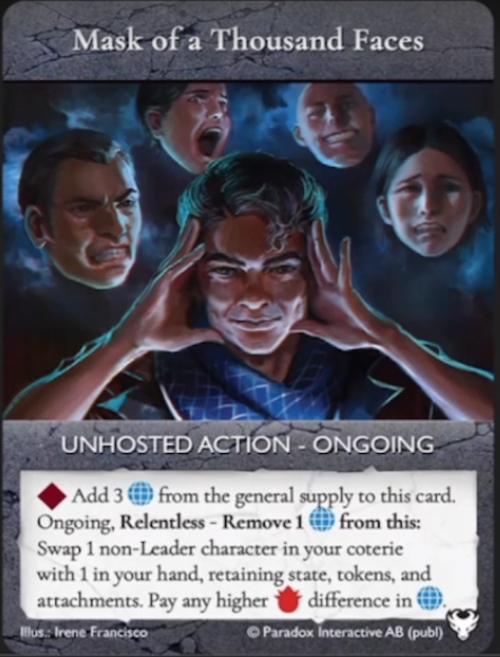 Mask of a Thousand Faces
UNHOSTED ACTION - ONGOING
Add 3 from the general supply to this card.
Ongoing, Relentless - Remove 1 from this:
Swap 1 non-Leader character in your coterie
with 1 in your hand, retaining state, tokens, and
attachments. Pay any higher difference in .
Illus.: Irene Francisco © Paradox Interactive AB (publ)